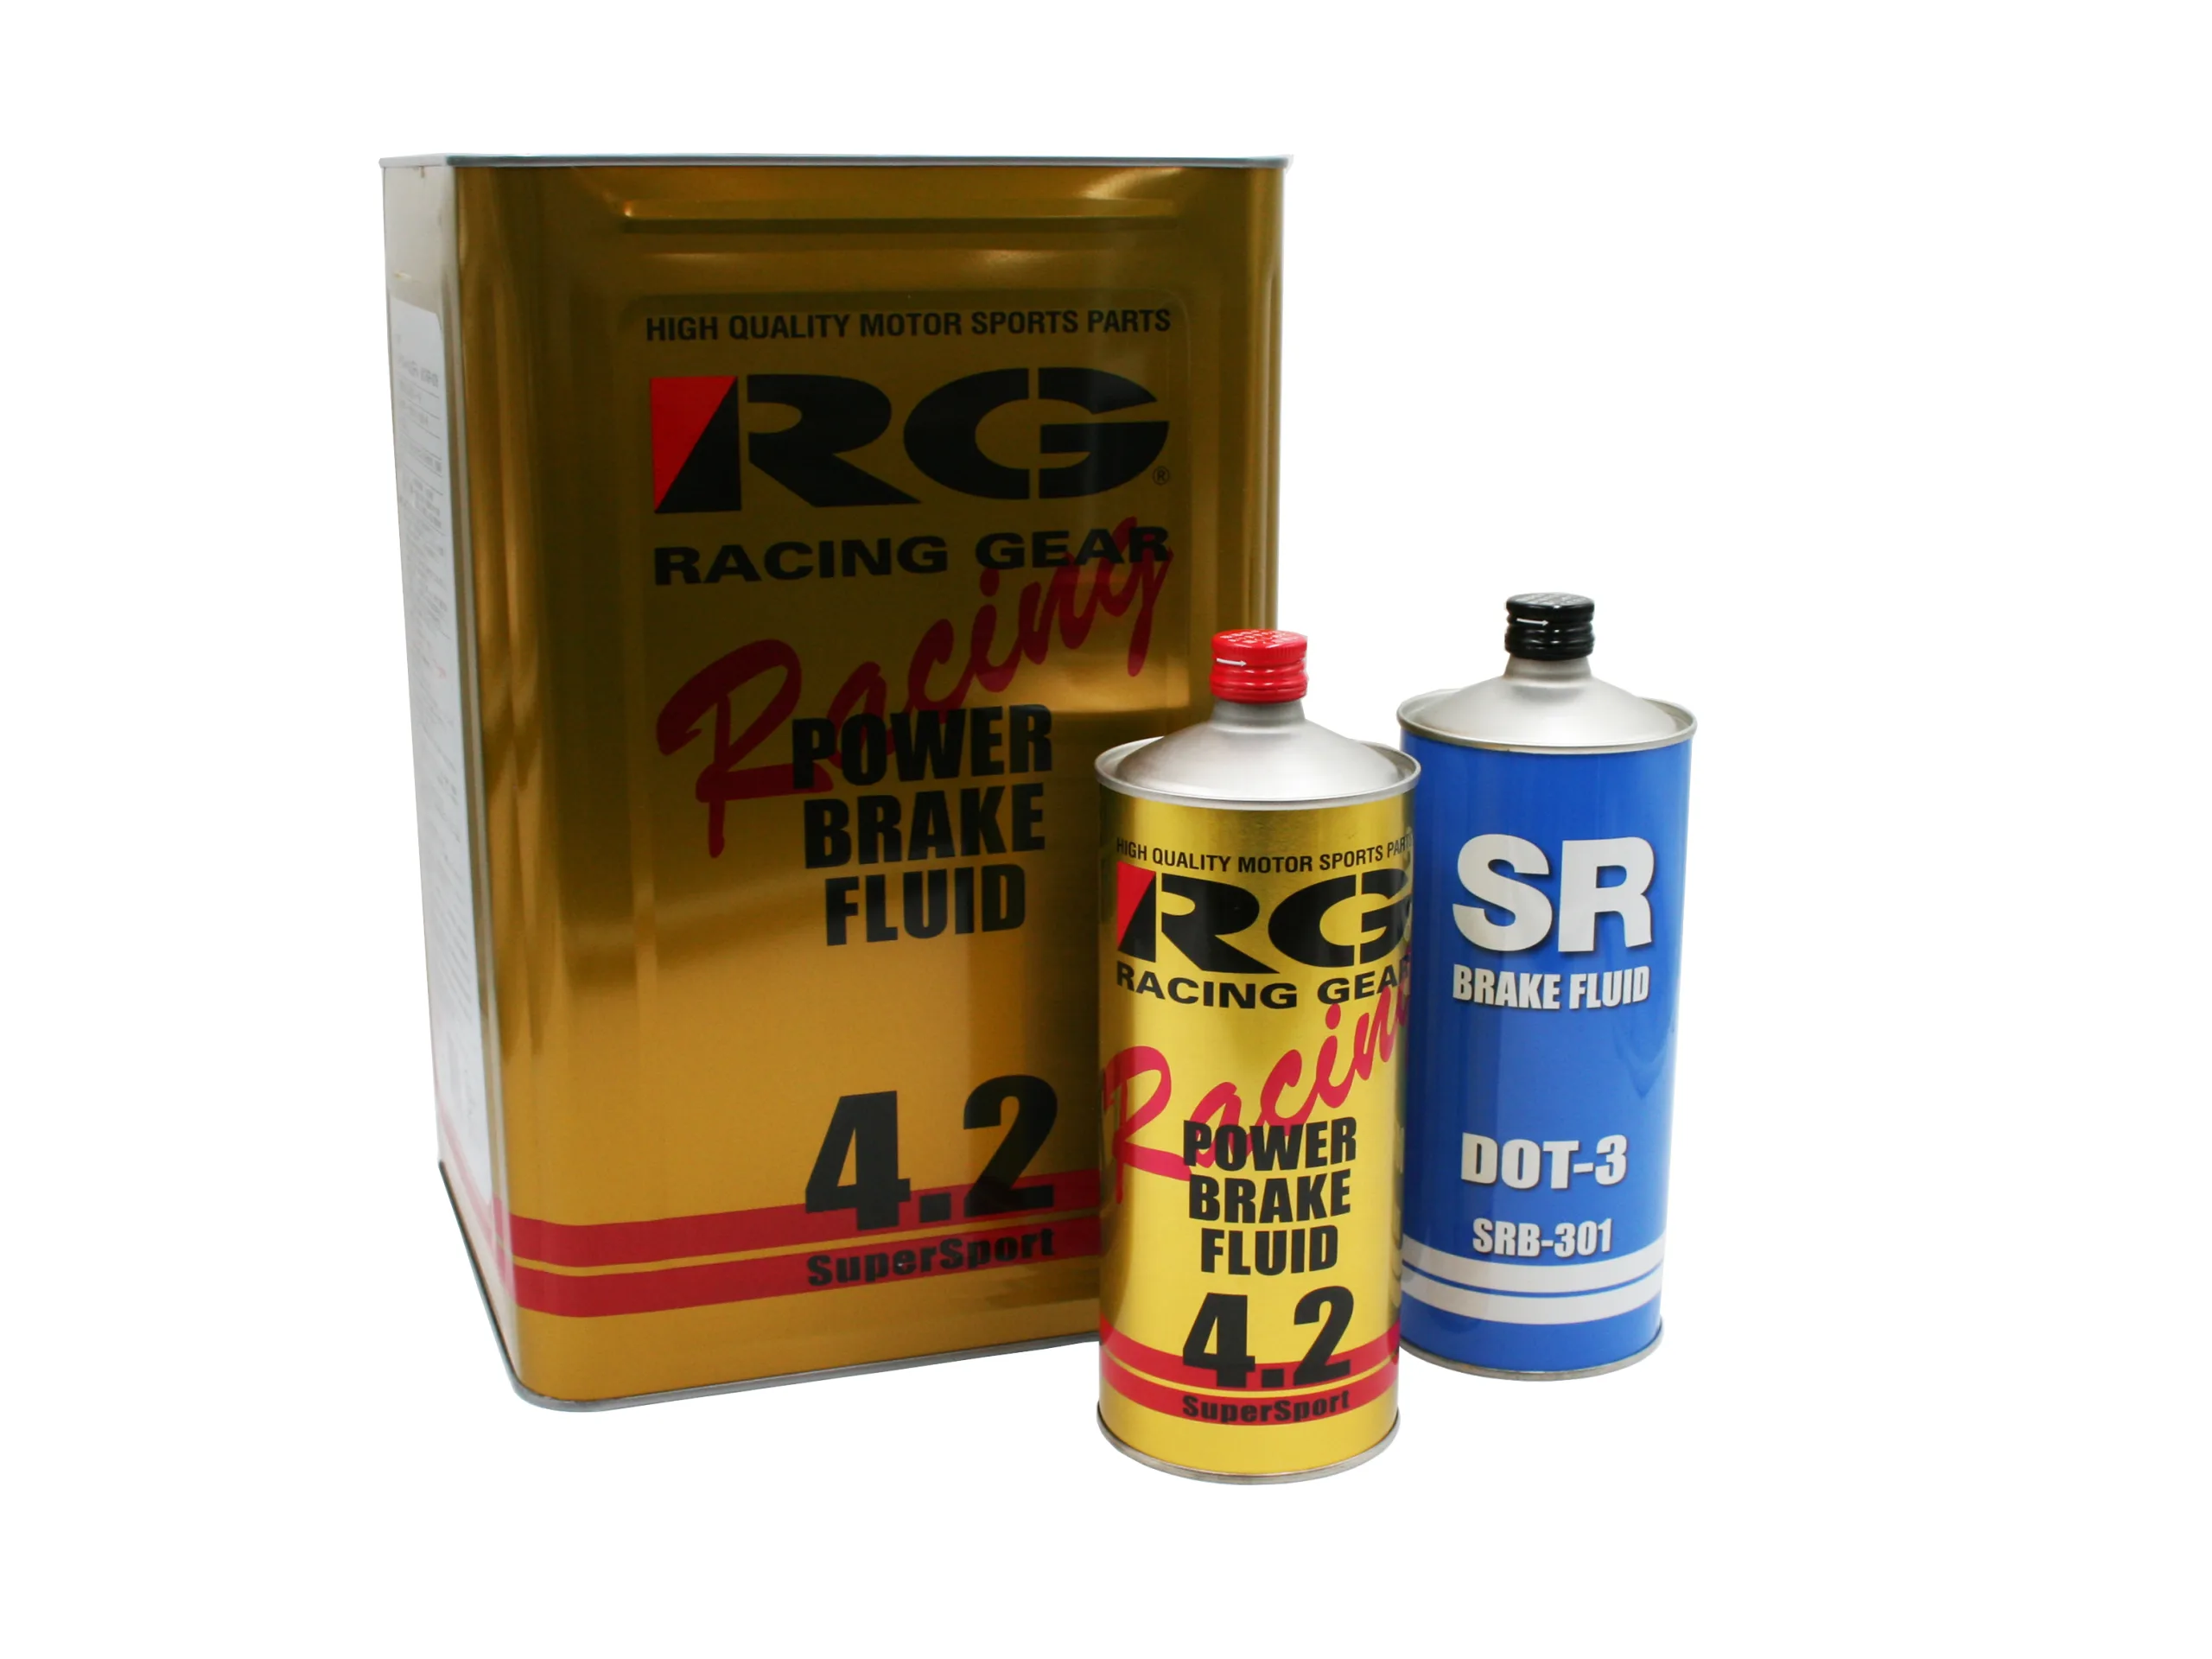 HIGH QUALITY MOTOR SPORTS PARTS
RG®
RACING GEAR
Racing
POWER
BRAKE
FLUID
4.2
SuperSport
HIGH QUALITY MOTOR SPORTS PARTS
RG
RACING GEAR
Racing
POWER
BRAKE
FLUID
4.2
SuperSport
SR
BRAKE FLUID
DOT-3
SRB-301